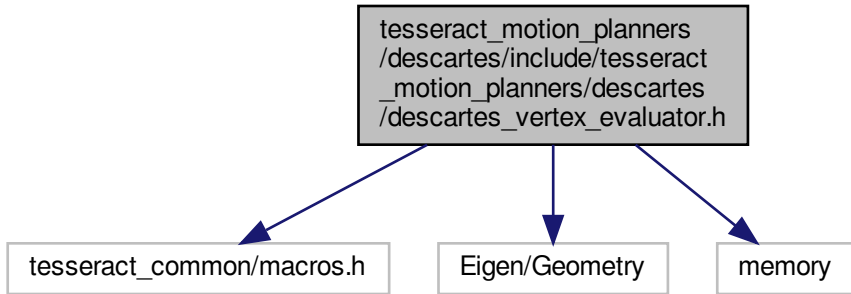 tesseract_motion_planners
/descartes/include/tesseract
_motion_planners/descartes
/descartes_vertex_evaluator.h
tesseract_common/macros.h
Eigen/Geometry
memory